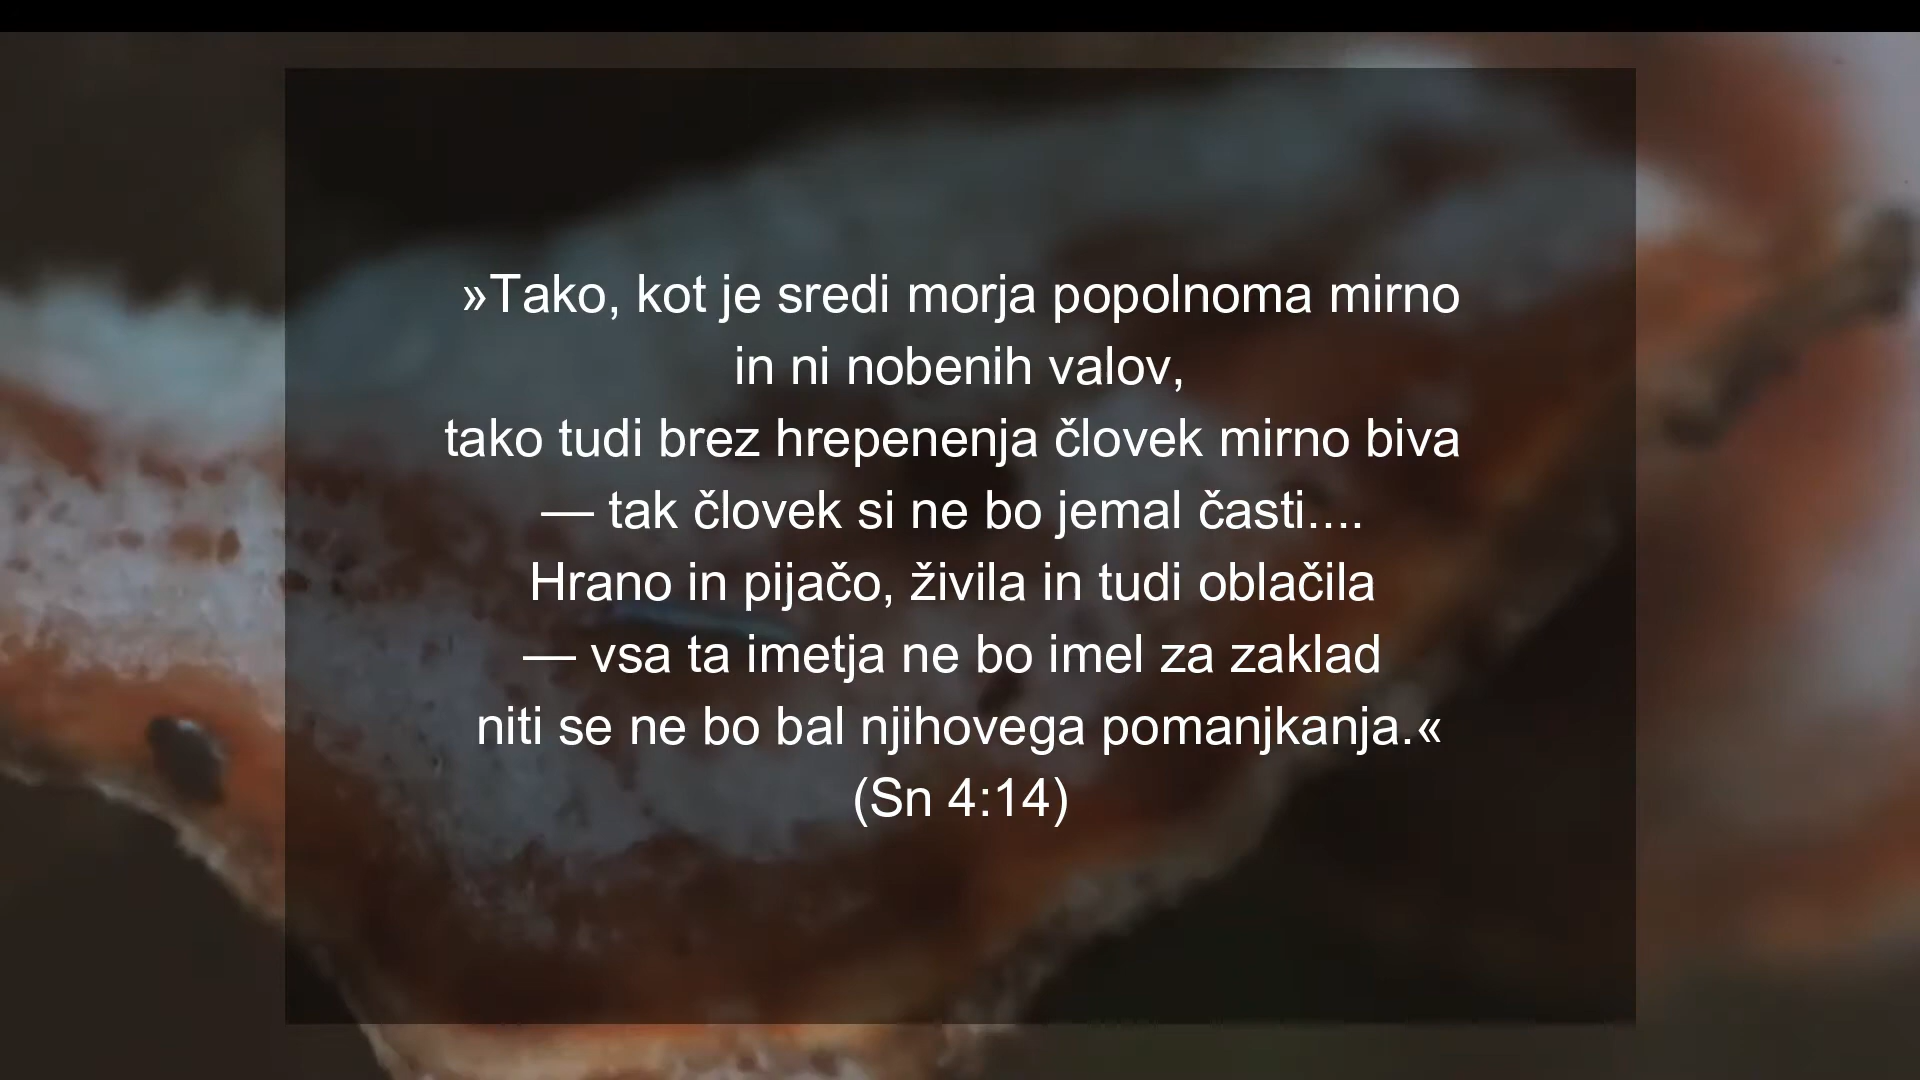 »Tako, kot je sredi morja popolnoma mirno
in ni nobenih valov,
tako tudi brez hrepenenja človek mirno biva
— tak človek si ne bo jemal časti....
Hrano in pijačo, živila in tudi oblačila
— vsa ta imetja ne bo imel za zaklad
niti se ne bo bal njihovega pomanjkanja.«
(Sn 4:14)